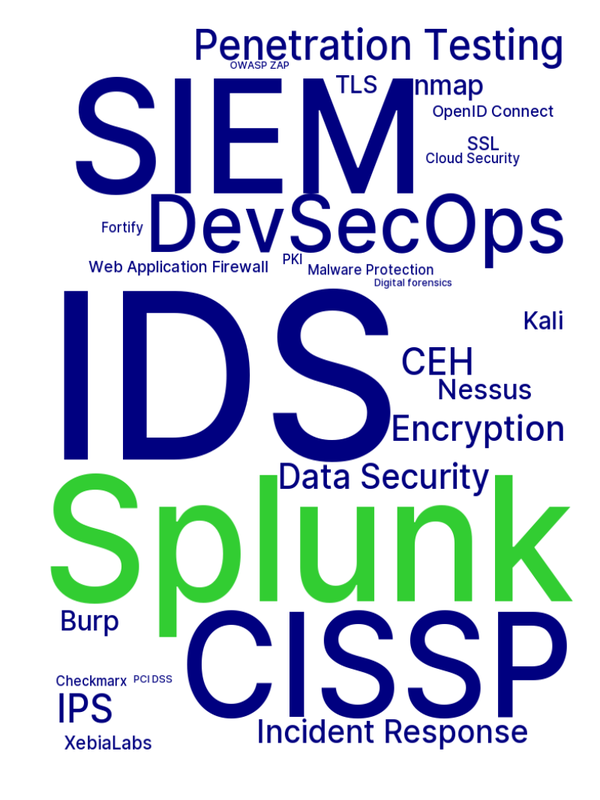 Penetration Testing
OWASP ZAP
SIEM
TLS
nmap
OpenID Connect
SSL
Cloud Security
DevSecOps
Fortify
PKI
Web Application Firewall
Malware Protection
Digital forensics
IDS
Kali
CEH
Nessus
Encryption
Data Security
Splunk
Burp
CISSP
Checkmarx
PCI DSS
IPS
Incident Response
XebiaLabs